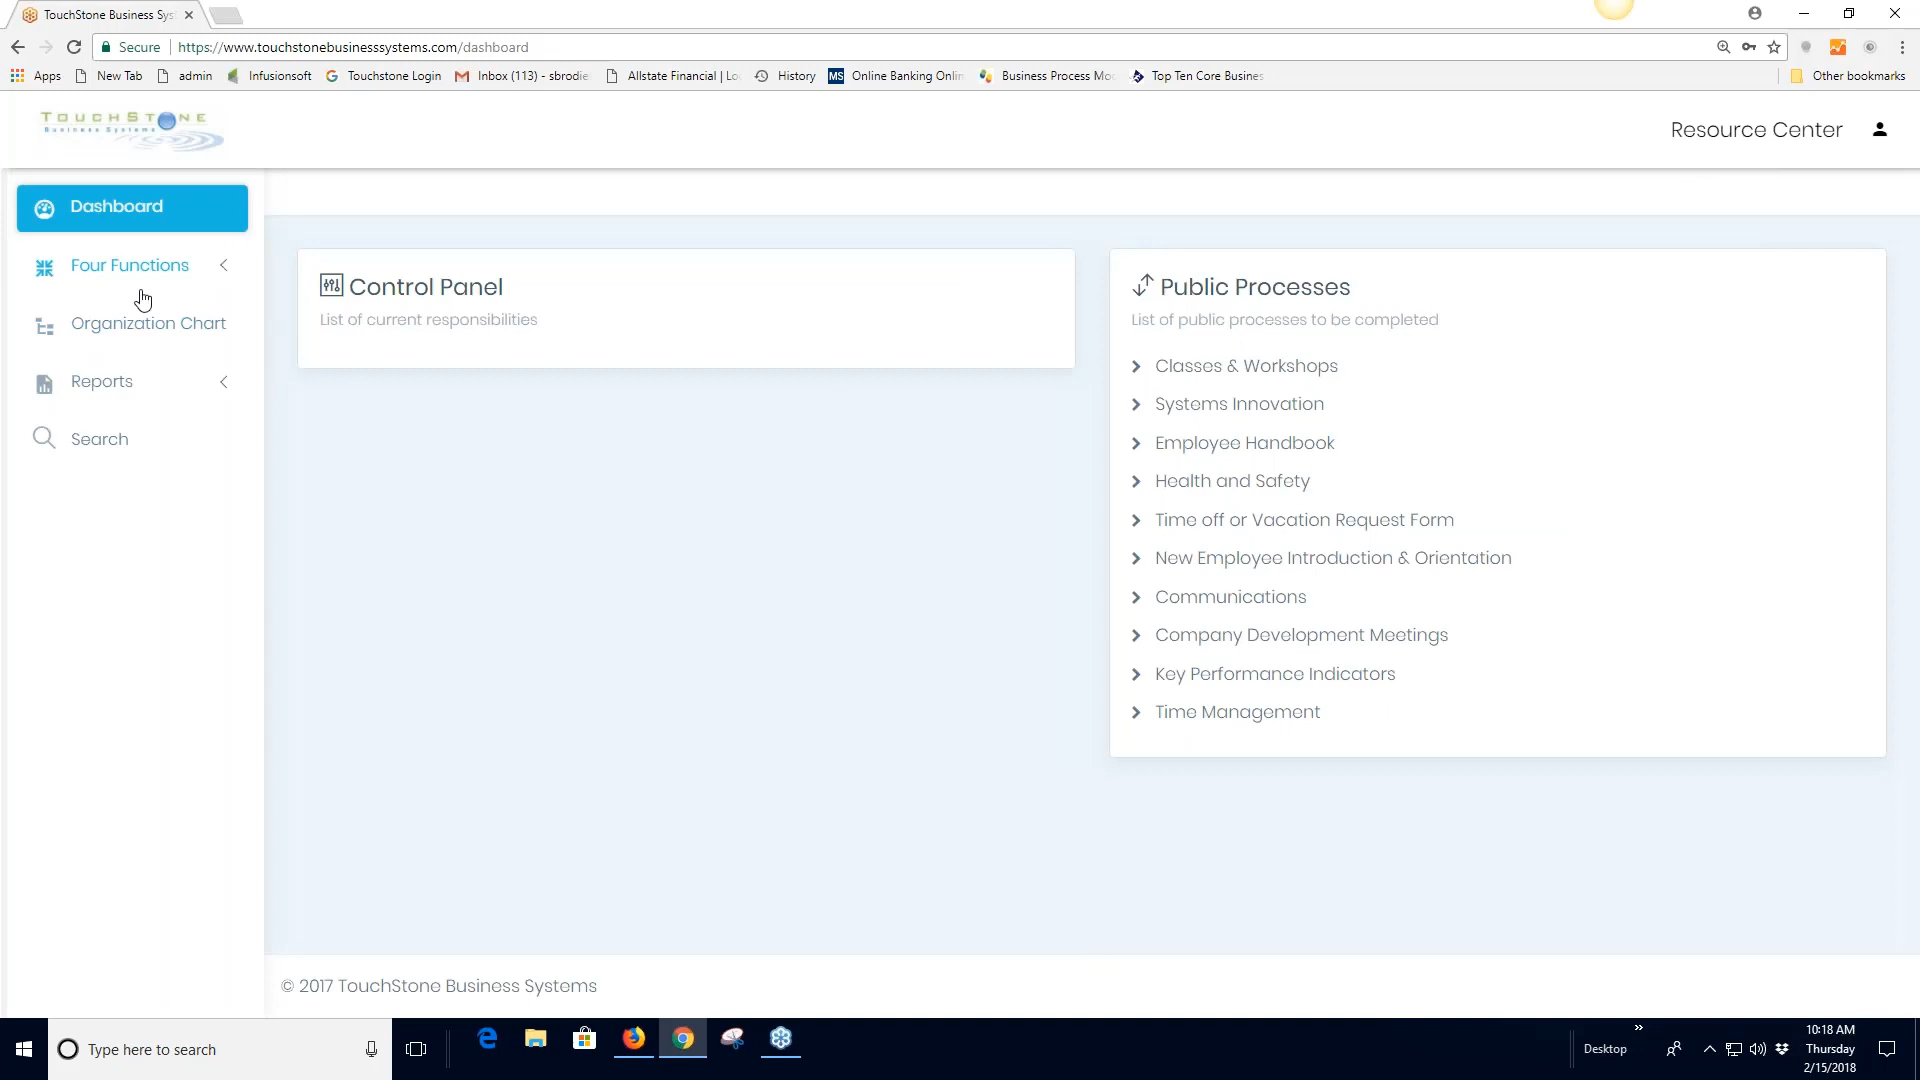 TouchStone Business Sys
Secure
https://www.touchstonebusinesssystems.com/dashboard
Apps
New Tab
admin
Infusionsoft
Touchstone Login
Inbox (113) - sbrodie
Allstate Financial | Lo
History
MS
Online Banking Onlin
Business Process Mo
Top Ten Core Busines
Other bookmarks
TOUCHSTONE
Business Systems
Resource Center
Dashboard
Four Functions
Organization Chart
Reports
Search
Control Panel
List of current responsibilities
Public Processes
List of public processes to be completed
Classes & Workshops
Systems Innovation
Employee Handbook
Health and Safety
Time off or Vacation Request Form
New Employee Introduction & Orientation
Communications
Company Development Meetings
Key Performance Indicators
Time Management
© 2017 TouchStone Business Systems
Type here to search
Desktop
10:18 AM
Thursday
2/15/2018